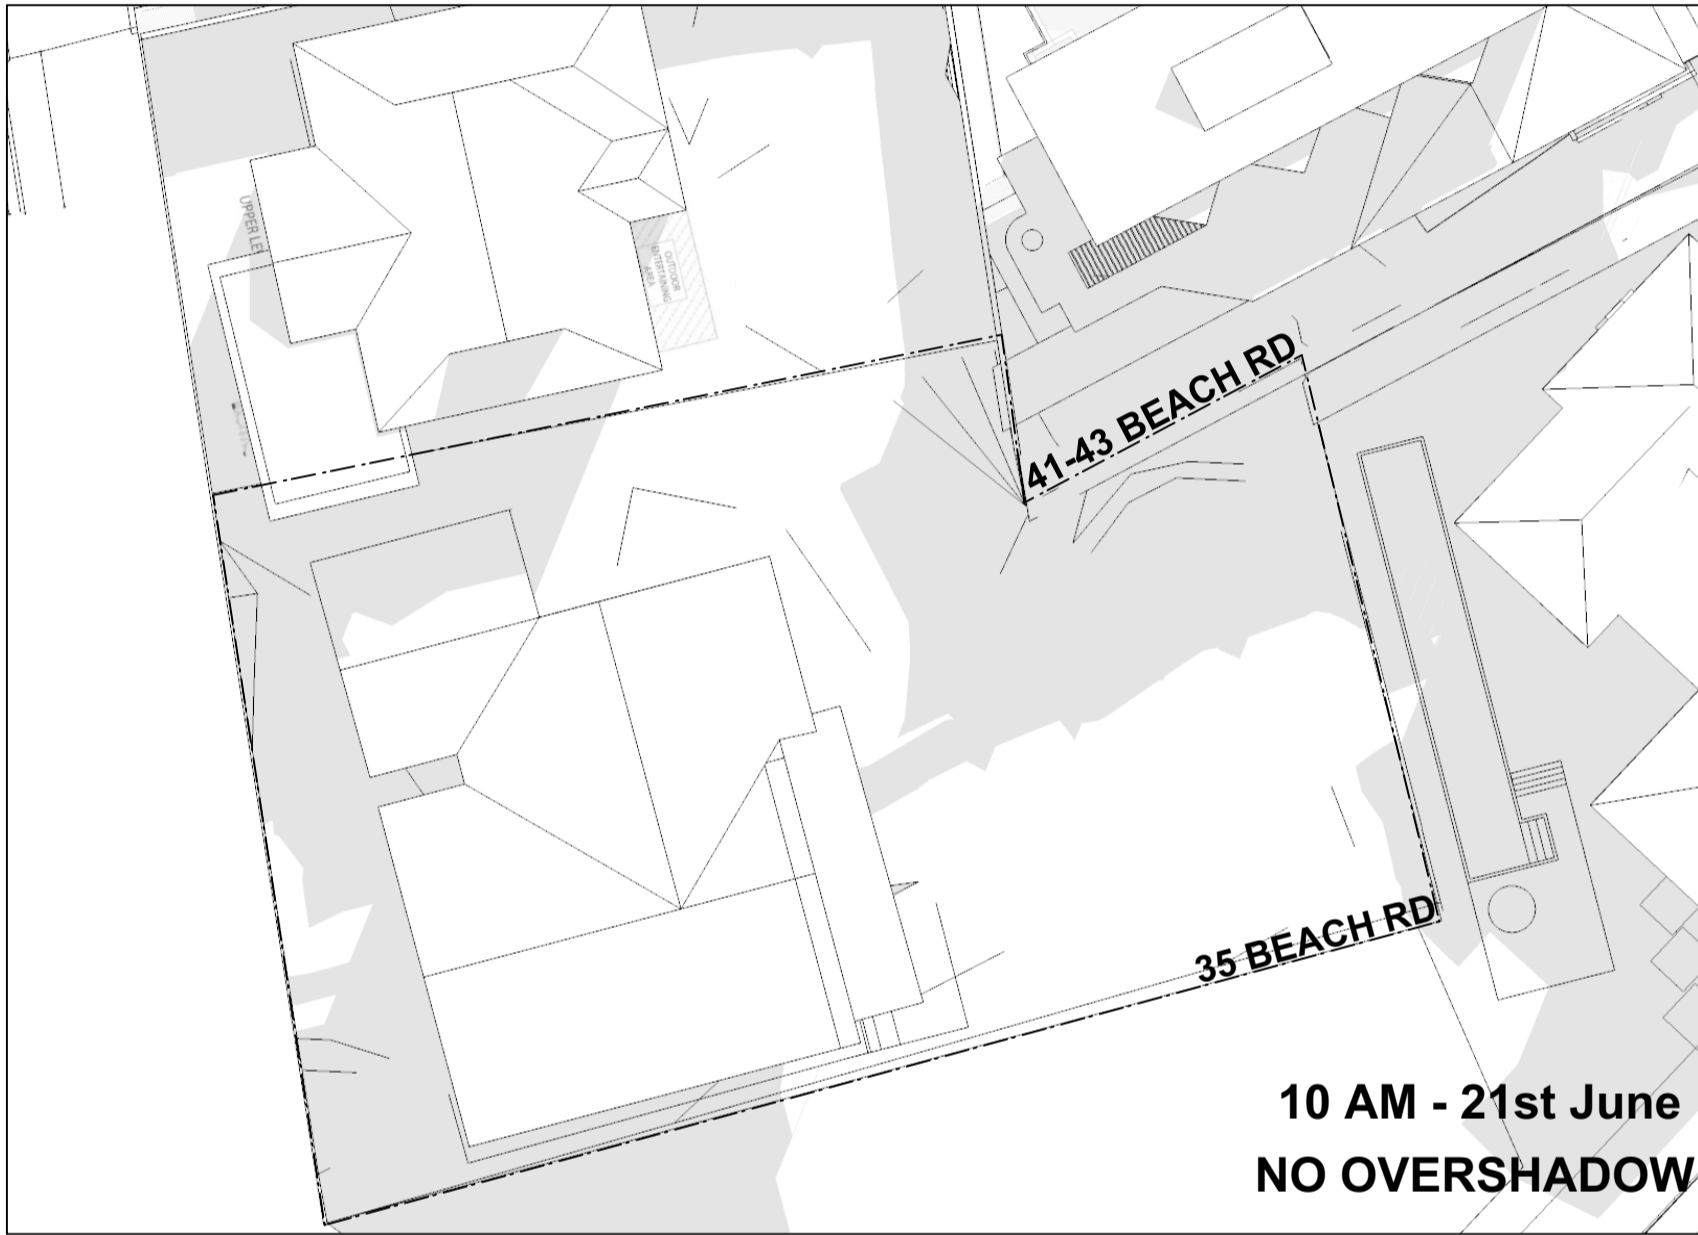 UPPER LE
OUTDOOR
ENTERTAINING
AREA
41-43 BEACH RD
35 BEACH RD
10 AM - 21st June
NO OVERSHADOW